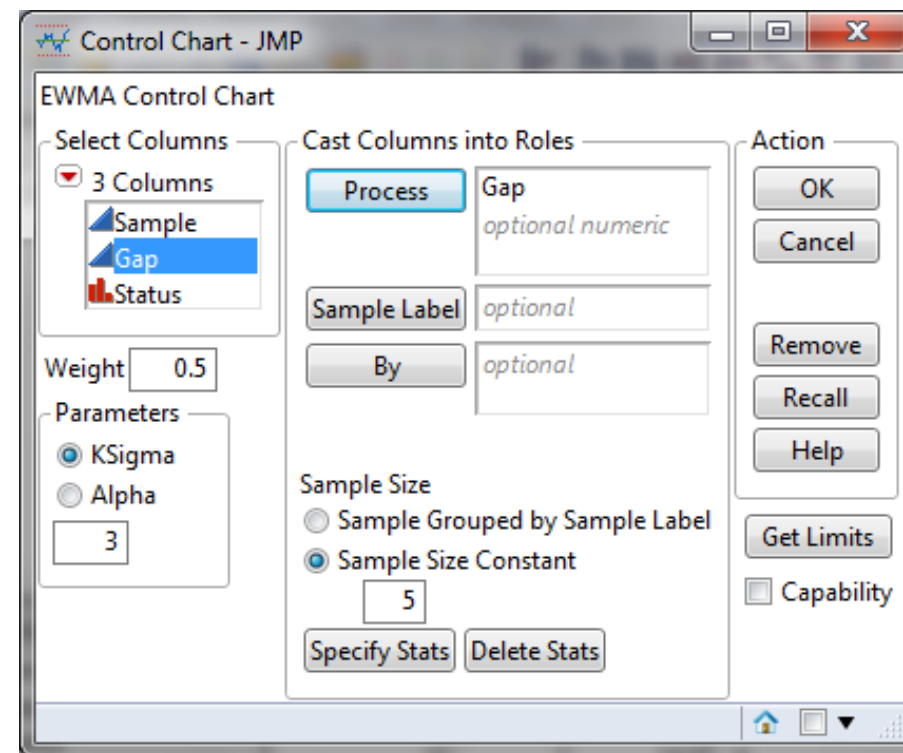 Control Chart - JMP
EWMA Control Chart
Select Columns
3 Columns
Sample
Gap
Status
Weight 0.5
Parameters
KSigma
Alpha
3
Cast Columns into Roles
Process
Gap
optional numeric
Sample Label
optional
By
optional
Sample Size
Sample Grouped by Sample Label
Sample Size Constant
5
Specify Stats
Delete Stats
Action
OK
Cancel
Remove
Recall
Help
Get Limits
Capability